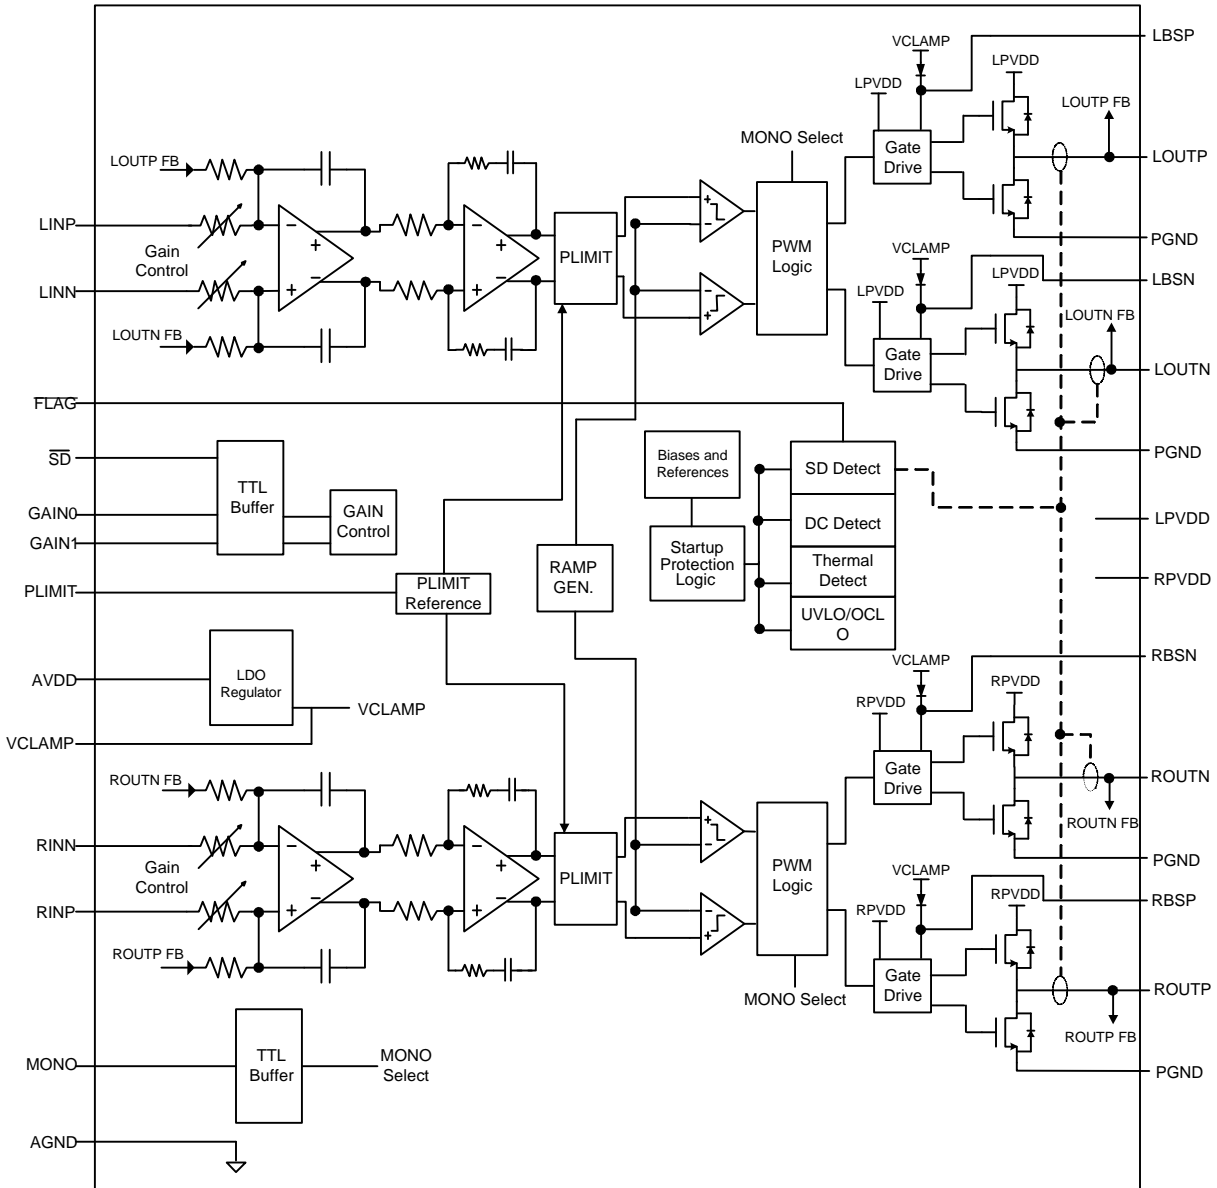 LBSP
VCLAMP
LPVDD
LPVDD
LOUTP FB
MONO Select
Gate
Drive
LOUTP FB
LOUTP
LINP
Gain
Control
PLIMIT
PWM
Logic
PGND
VCLAMP
LPVDD
LBSN
LINN
LPVDD
LOUTN FB
LOUTN FB
Gate
Drive
LOUTN
FLAG
SD
TTL
Buffer
GAIN0
GAIN1
GAIN
Control
Biases and
References
SD Detect
PGND
DC Detect
LPVDD
Startup
Protection
Logic
Thermal
Detect
RAMP
GEN.
PLIMIT
PLIMIT
Reference
RPVDD
UVLO/OCL
O
AVDD
LDO
Regulator
VCLAMP
VCLAMP
VCLAMP
RBSN
RPVDD
RPVDD
ROUTN FB
Gate
Drive
ROUTN
ROUTN FB
RINN
Gain
Control
PLIMIT
PWM
Logic
PGND
VCLAMP
RBSP
RINP
RPVDD
RPVDD
ROUTP FB
Gate
Drive
MONO Select
ROUTP
ROUTP FB
MONO
TTL
Buffer
MONO
Select
PGND
AGND